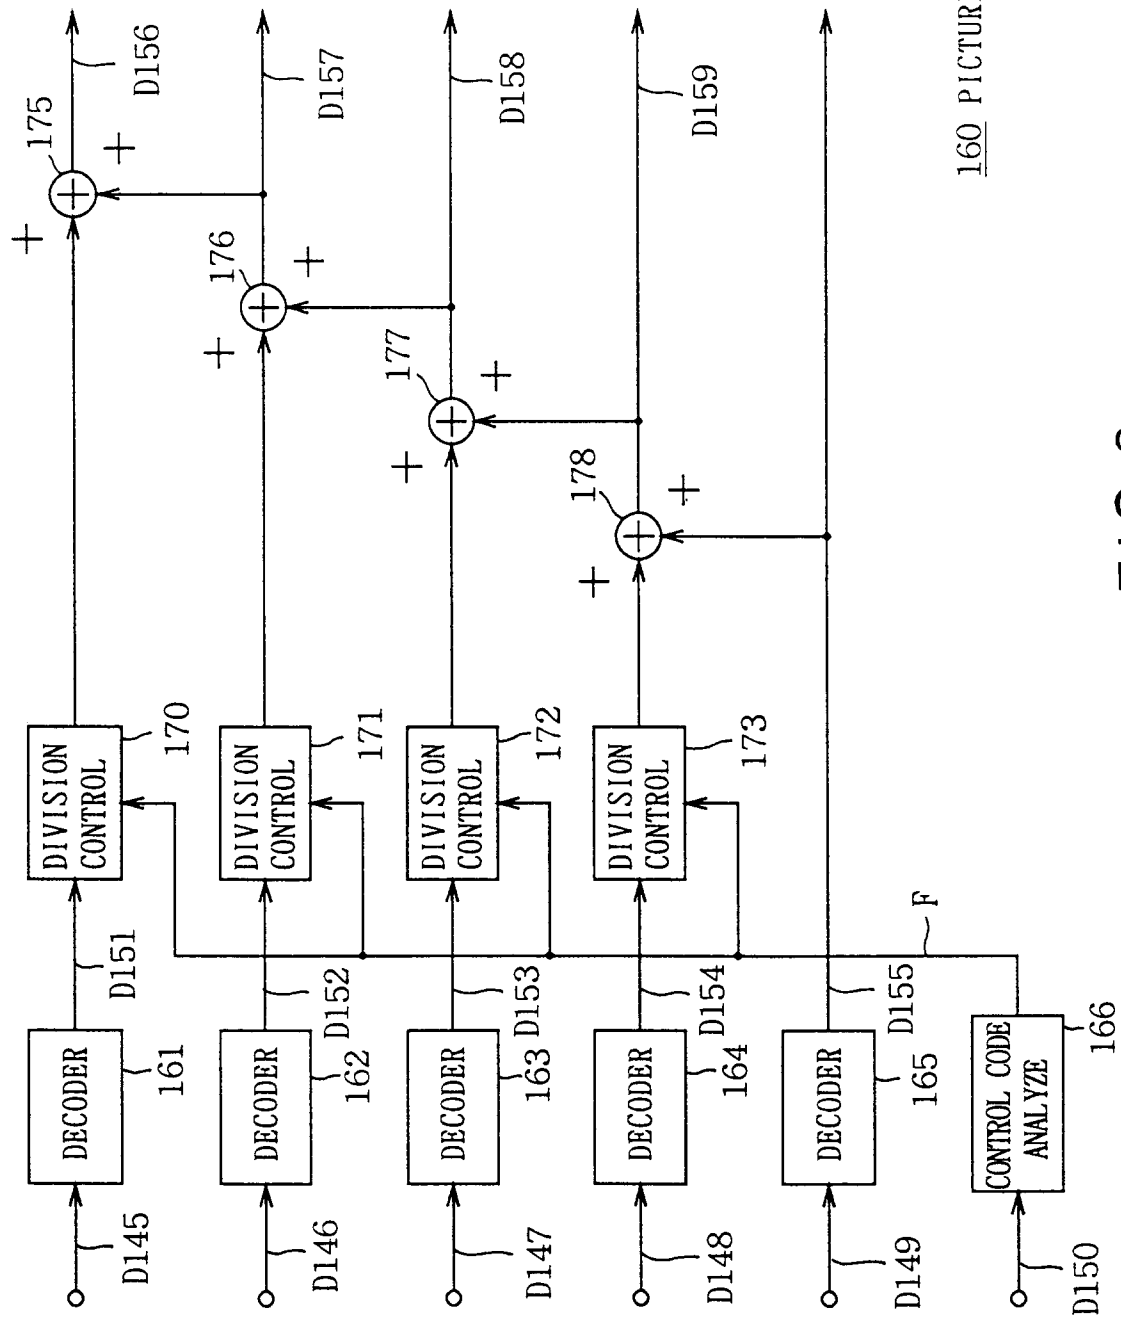 D145
DECODER
161
D151
DIVISION
CONTROL
170
+
175
+
D156
D146
DECODER
162
D152
DIVISION
CONTROL
171
+
176
+
D157
D147
DECODER
163
D153
DIVISION
CONTROL
172
+
177
+
D158
D148
DECODER
164
D154
DIVISION
CONTROL
173
+
178
+
D159
D149
DECODER
165
D155
F
D150
CONTROL CODE
ANALYZE
166
160 PICTUR